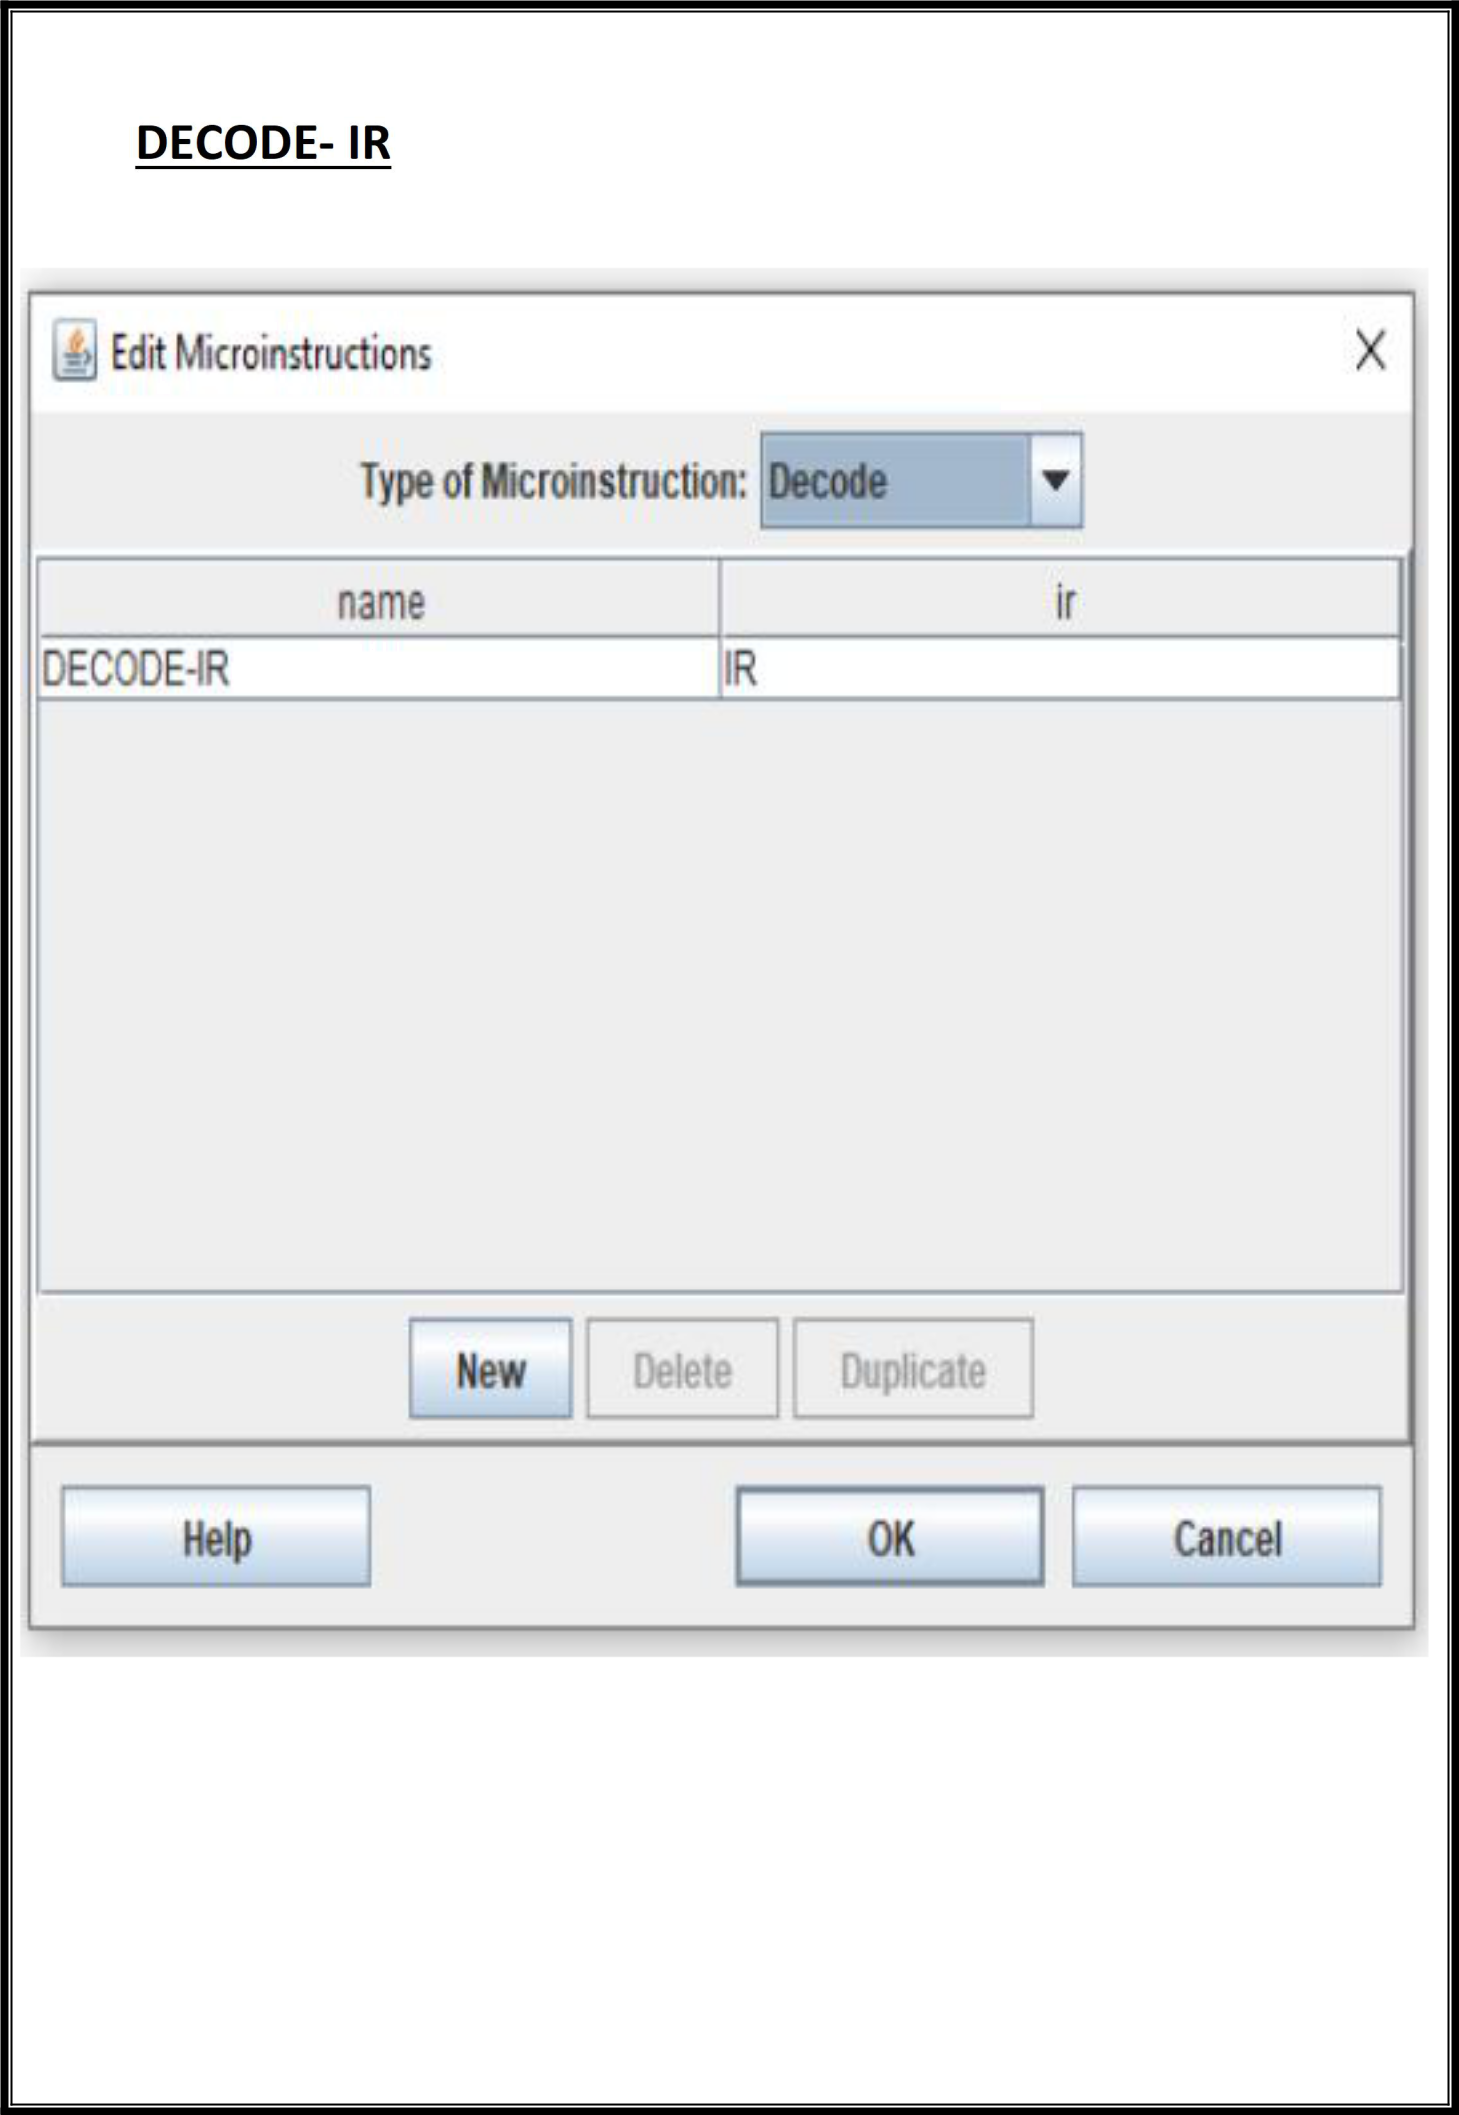 DECODE- IR
Edit Microinstructions
Type of Microinstruction: Decode
name ir
DECODE-IR IR
New Delete Duplicate
Help OK Cancel